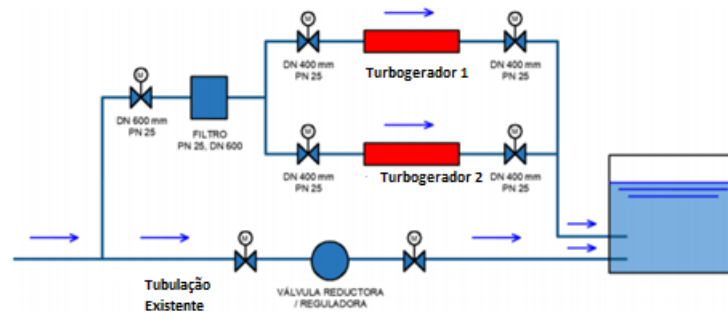 M
M
DN 400 mm
PN 25
Turbogerador 1
DN 400 mm
PN 25
M
DN 600 mm
PN 25
FILTRO
PN 25, DN 600
M
M
DN 400 mm
PN 25
Turbogerador 2
DN 400 mm
PN 25
M
M
Tubulação
Existente
VÁLVULA REDUCTORA
/ REGULADORA